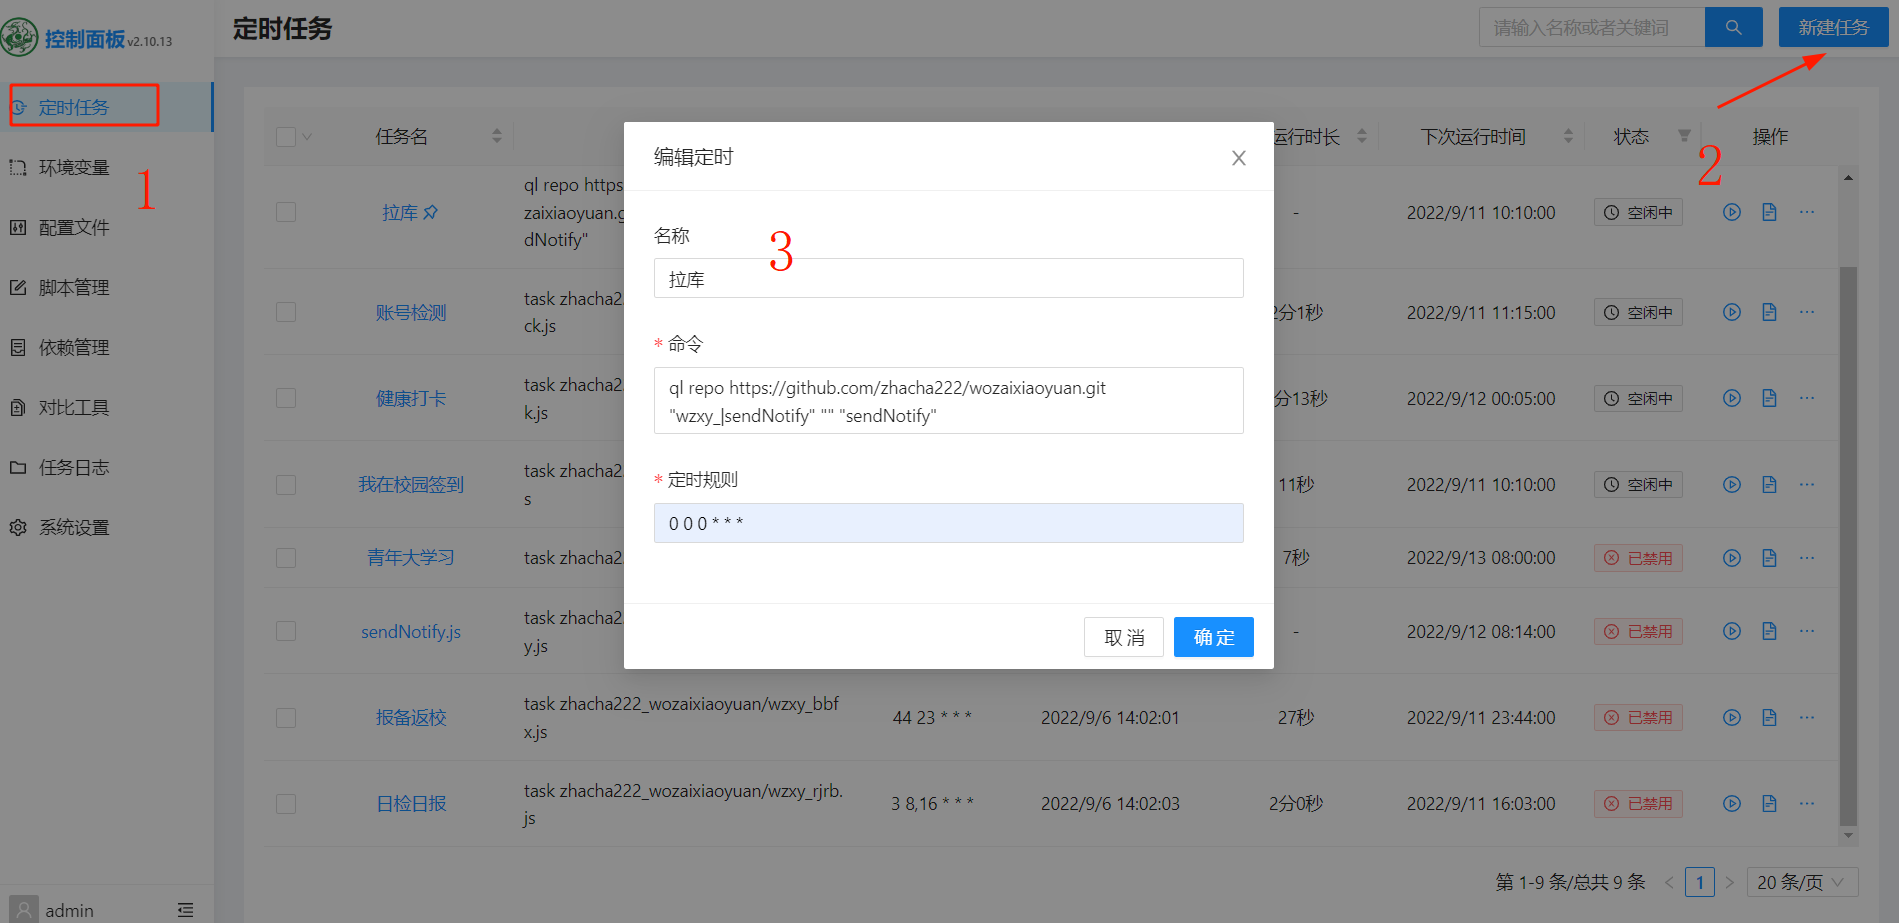 控制面板 v2.10.13
定时任务
请输入名称或者关键词
新建任务
定时任务
环境变量
配置文件
脚本管理
依赖管理
对比工具
任务日志
系统设置
admin
1
2
3
任务名
运行时长
下次运行时间
状态
操作
拉库
ql repo https
zaixiaoyuan.g
dNotify"
-
2022/9/11 10:10:00
空闲中
账号检测
task zhacha2
ck.js
2分1秒
2022/9/11 11:15:00
空闲中
健康打卡
task zhacha2
k.js
分13秒
2022/9/12 00:05:00
空闲中
我在校园签到
task zhacha2
s
11秒
2022/9/11 10:10:00
空闲中
青年大学习
task zhacha2
7秒
2022/9/13 08:00:00
已禁用
sendNotify.js
task zhacha2
y.js
-
2022/9/12 08:14:00
已禁用
报备返校
task zhacha222_wozaixiaoyuan/wzxy_bbf
x.js
44 23 * * *
2022/9/6 14:02:01
27秒
2022/9/11 23:44:00
已禁用
日检日报
task zhacha222_wozaixiaoyuan/wzxy_rjrb.
js
3 8,16 * * *
2022/9/6 14:02:03
2分0秒
2022/9/11 16:03:00
已禁用
第 1-9 条/总共 9 条
1
20 条/页
编辑定时
名称
拉库
* 命令
ql repo https://github.com/zhacha222/wozaixiaoyuan.git
"wzxy_|sendNotify" "" "sendNotify"
* 定时规则
0 0 0 * * *
取 消
确 定